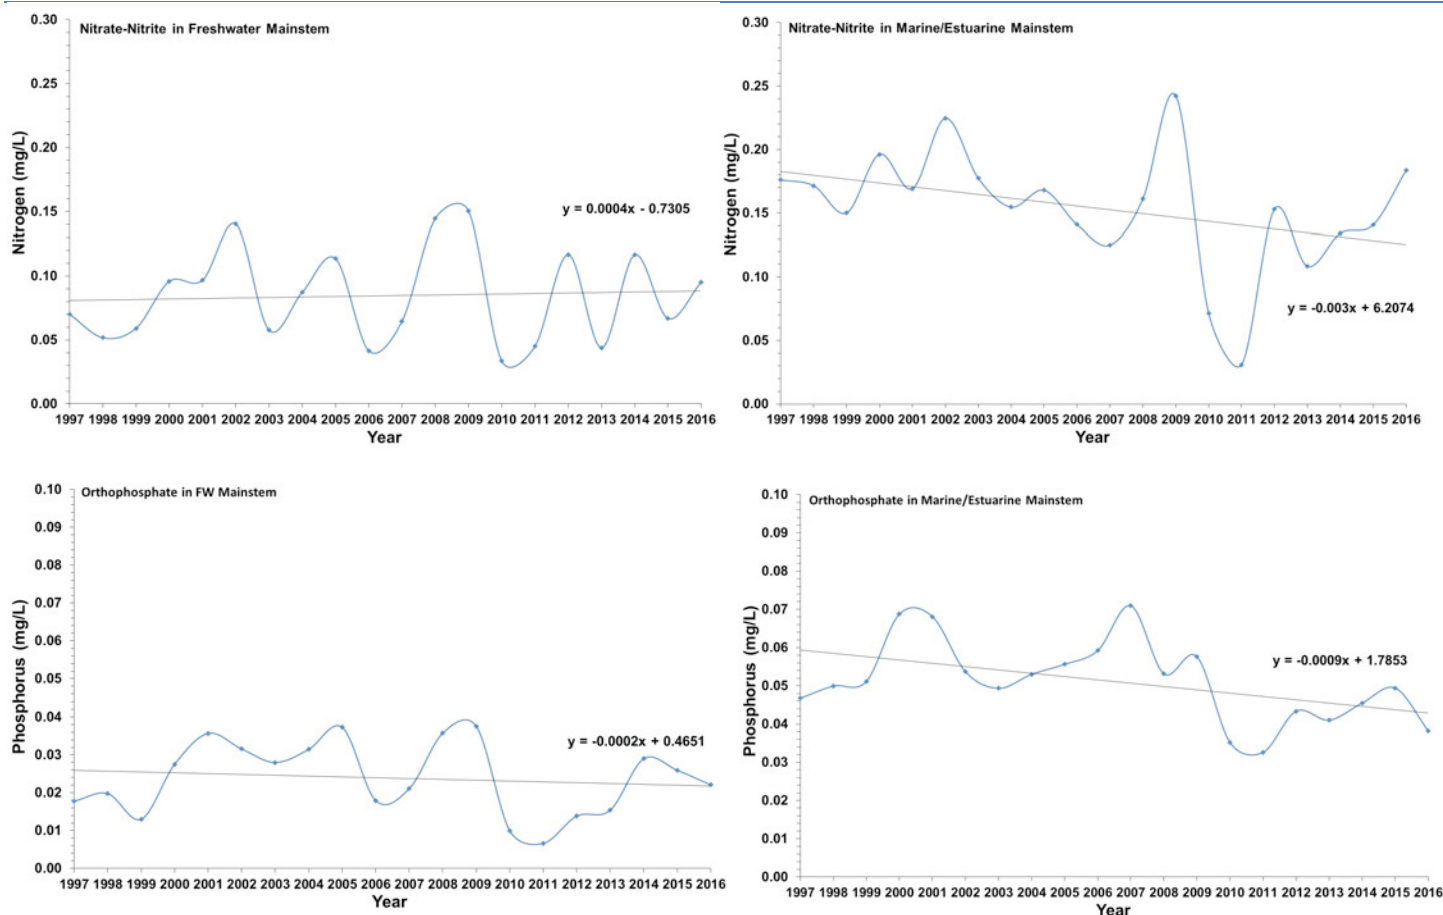 Nitrate-Nitrite in Freshwater Mainstem
0.30
0.25
0.20
0.15
0.10
0.05
0.00
Nitrogen (mg/L)
y = 0.0004x - 0.7305
1997 1998 1999 2000 2001 2002 2003 2004 2005 2006 2007 2008 2009 2010 2011 2012 2013 2014 2015 2016
Year
Nitrate-Nitrite in Marine/Estuarine Mainstem
0.30
0.25
0.20
0.15
0.10
0.05
0.00
Nitrogen (mg/L)
y = -0.003x + 6.2074
1997 1998 1999 2000 2001 2002 2003 2004 2005 2006 2007 2008 2009 2010 2011 2012 2013 2014 2015 2016
Year
Orthophosphate in FW Mainstem
0.10
0.09
0.08
0.07
0.06
0.05
0.04
0.03
0.02
0.01
0.00
Phosphorus (mg/L)
y = -0.0002x + 0.4651
1997 1998 1999 2000 2001 2002 2003 2004 2005 2006 2007 2008 2009 2010 2011 2012 2013 2014 2015 2016
Year
Orthophosphate in Marine/Estuarine Mainstem
0.10
0.09
0.08
0.07
0.06
0.05
0.04
0.03
0.02
0.01
0.00
Phosphorus (mg/L)
y = -0.0009x + 1.7853
1997 1998 1999 2000 2001 2002 2003 2004 2005 2006 2007 2008 2009 2010 2011 2012 2013 2014 2015 2016
Year